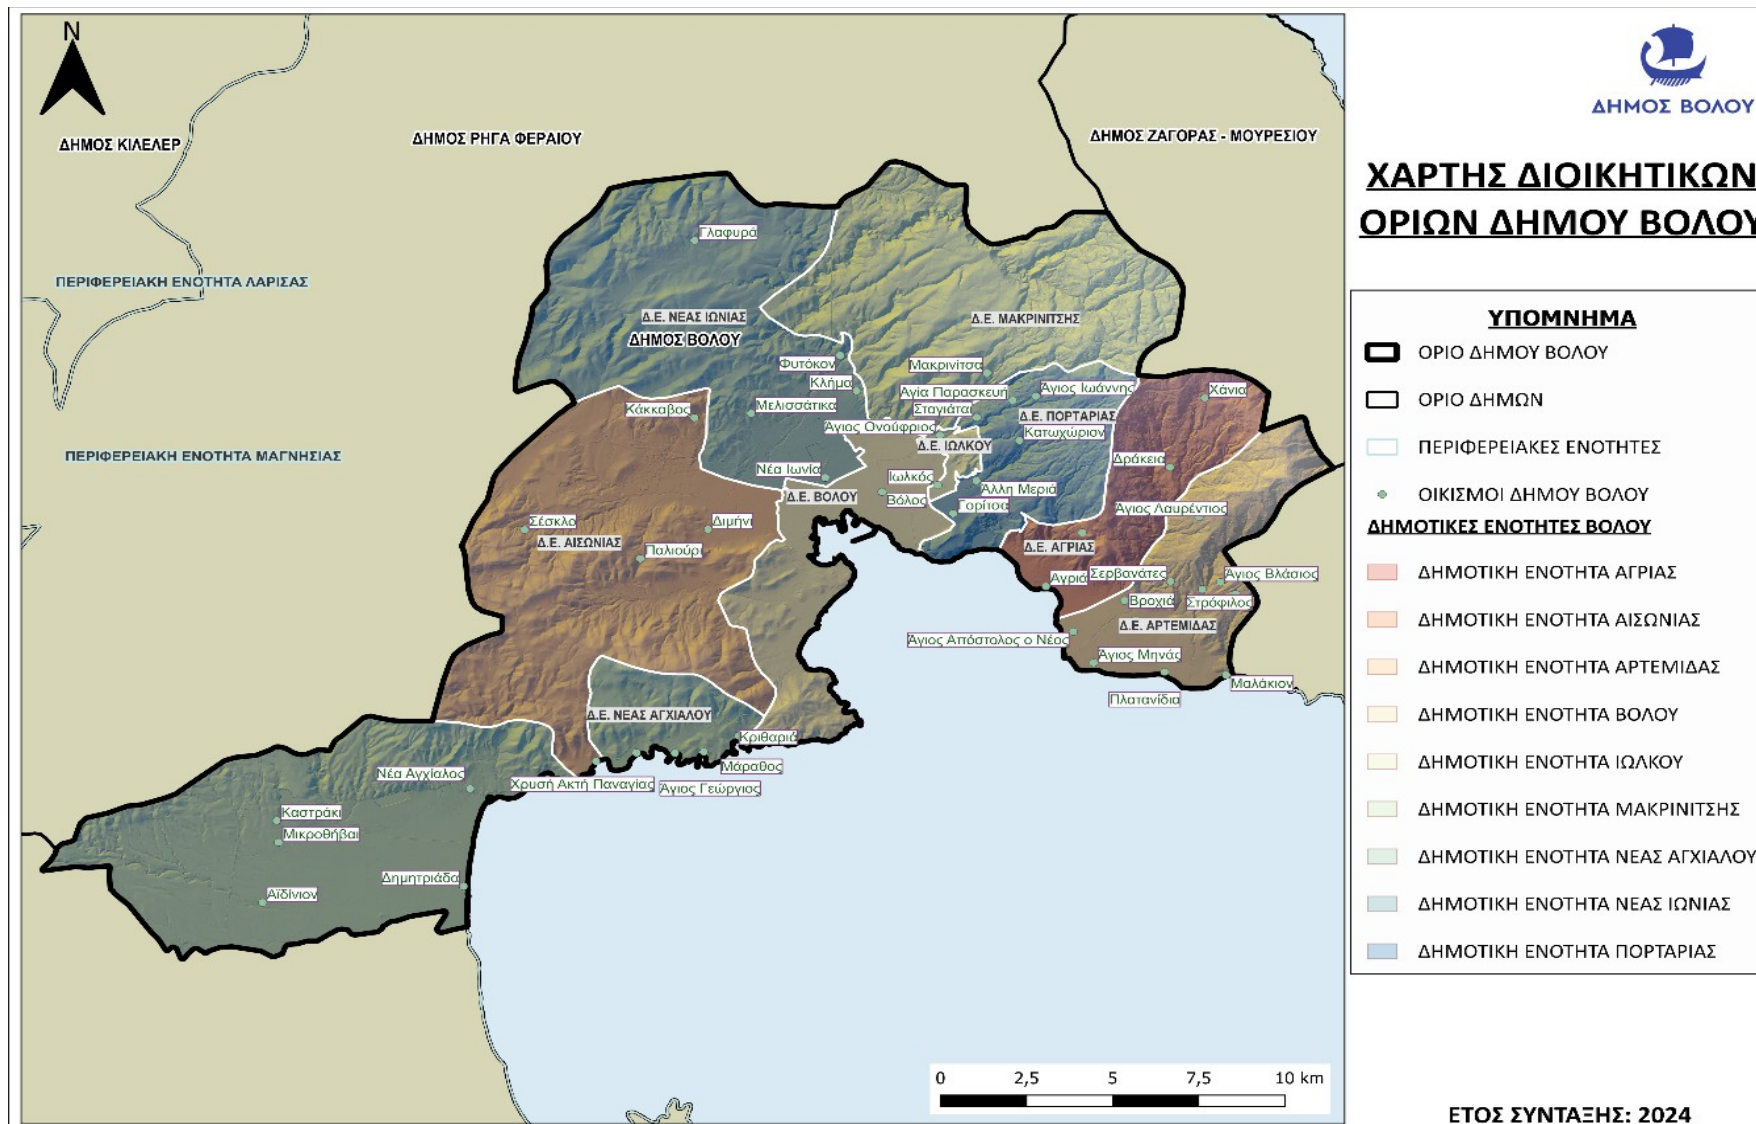 N
ΔΗΜΟΣ ΒΟΛΟΥ
ΧΑΡΤΗΣ ΔΙΟΙΚΗΤΙΚΩΝ
ΟΡΙΩΝ ΔΗΜΟΥ ΒΟΛΟΥ
ΔΗΜΟΣ ΚΙΛΕΛΕΡ
ΔΗΜΟΣ ΡΗΓΑ ΦΕΡΑΙΟΥ
ΔΗΜΟΣ ΖΑΓΟΡΑΣ - ΜΟΥΡΕΣΙΟΥ
ΠΕΡΙΦΕΡΕΙΑΚΗ ΕΝΟΤΗΤΑ ΛΑΡΙΣΑΣ
ΠΕΡΙΦΕΡΕΙΑΚΗ ΕΝΟΤΗΤΑ ΜΑΓΝΗΣΙΑΣ
Γλαφυρά
Δ.Ε. ΝΕΑΣ ΙΩΝΙΑΣ
ΔΗΜΟΣ ΒΟΛΟΥ
Δ.Ε. ΜΑΚΡΙΝΙΤΣΗΣ
Φυτόκον
Μακρινίτσα
Κλήμα
Αγία Παρασκευή
Άγιος Ιωάννης
Χάνια
Κάκκαβος
Μελισσάτικα
Σταγιάτα
Δ.Ε. ΠΟΡΤΑΡΙΑΣ
Άγιος Ονούφριος
Κατωχώριον
Δ.Ε. ΙΩΛΚΟΥ
Δράκεια
Νέα Ιωνία
Ιωλκός
Άλλη Μεριά
Δ.Ε. ΒΟΛΟΥ
Βόλος
Γορίτσα
Άγιος Λαυρέντιος
Σέσκλο
Διμήνι
Δ.Ε. ΑΙΣΩΝΙΑΣ
Παλιούρι
Δ.Ε. ΑΓΡΙΑΣ
Αγριά
Σερβανάτες
Άγιος Βλάσιος
Βροχιά
Στρόφιλος
Δ.Ε. ΑΡΤΕΜΙΔΑΣ
Άγιος Απόστολος ο Νέος
Άγιος Μηνάς
Πλατανίδια
Μαλάκιον
Δ.Ε. ΝΕΑΣ ΑΓΧΙΑΛΟΥ
Κριθαριά
Μάραθος
Νέα Αγχίαλος
Χρυσή Ακτή Παναγίας
Άγιος Γεώργιος
Καστράκι
Μικροθήβαι
Δημητριάδα
Αϊδίνιον
ΥΠΟΜΝΗΜΑ
ΟΡΙΟ ΔΗΜΟΥ ΒΟΛΟΥ
ΟΡΙΟ ΔΗΜΩΝ
ΠΕΡΙΦΕΡΕΙΑΚΕΣ ΕΝΟΤΗΤΕΣ
ΟΙΚΙΣΜΟΙ ΔΗΜΟΥ ΒΟΛΟΥ
ΔΗΜΟΤΙΚΕΣ ΕΝΟΤΗΤΕΣ ΒΟΛΟΥ
ΔΗΜΟΤΙΚΗ ΕΝΟΤΗΤΑ ΑΓΡΙΑΣ
ΔΗΜΟΤΙΚΗ ΕΝΟΤΗΤΑ ΑΙΣΩΝΙΑΣ
ΔΗΜΟΤΙΚΗ ΕΝΟΤΗΤΑ ΑΡΤΕΜΙΔΑΣ
ΔΗΜΟΤΙΚΗ ΕΝΟΤΗΤΑ ΒΟΛΟΥ
ΔΗΜΟΤΙΚΗ ΕΝΟΤΗΤΑ ΙΩΛΚΟΥ
ΔΗΜΟΤΙΚΗ ΕΝΟΤΗΤΑ ΜΑΚΡΙΝΙΤΣΗΣ
ΔΗΜΟΤΙΚΗ ΕΝΟΤΗΤΑ ΝΕΑΣ ΑΓΧΙΑΛΟΥ
ΔΗΜΟΤΙΚΗ ΕΝΟΤΗΤΑ ΝΕΑΣ ΙΩΝΙΑΣ
ΔΗΜΟΤΙΚΗ ΕΝΟΤΗΤΑ ΠΟΡΤΑΡΙΑΣ
0 2,5 5 7,5 10 km
ΕΤΟΣ ΣΥΝΤΑΞΗΣ: 2024